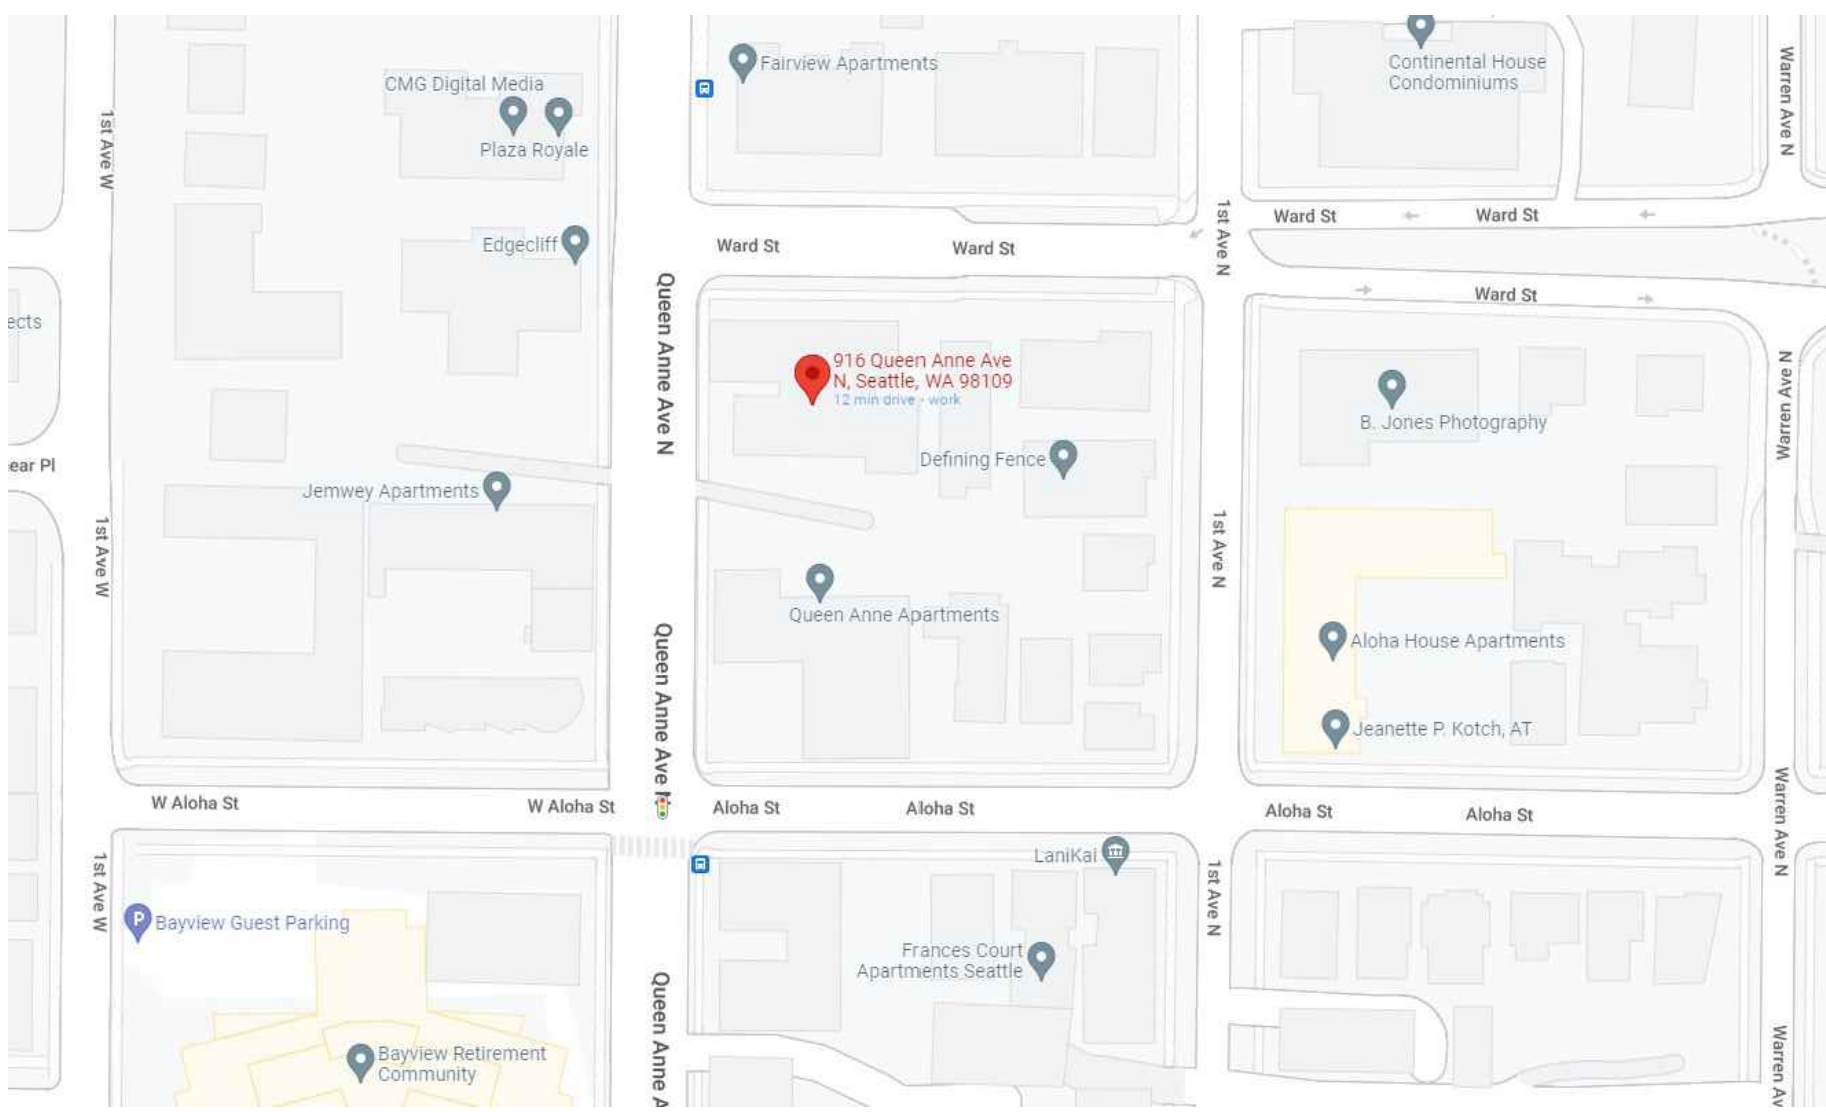 Fairview Apartments
Continental House
Condominiums
Warren Ave N
CMG Digital Media
Plaza Royale
1st Ave W
Ward St
Ward St
1st Ave N
Ward St
Ward St
Edgecliff
Queen Anne Ave N
Ward St
ects
916 Queen Anne Ave
N, Seattle, WA 98109
12 min drive - work
B. Jones Photography
Warren Ave N
Defining Fence
ear Pl
Jemwey Apartments
1st Ave W
1st Ave N
Queen Anne Apartments
Queen Anne Ave N
Aloha House Apartments
Jeanette P. Kotch, AT
W Aloha St
W Aloha St
Aloha St
Aloha St
Aloha St
Aloha St
Warren Ave N
1st Ave W
LaniKai
1st Ave N
P
Bayview Guest Parking
Frances Court
Apartments Seattle
Queen Anne A
Bayview Retirement
Community
Warren Av